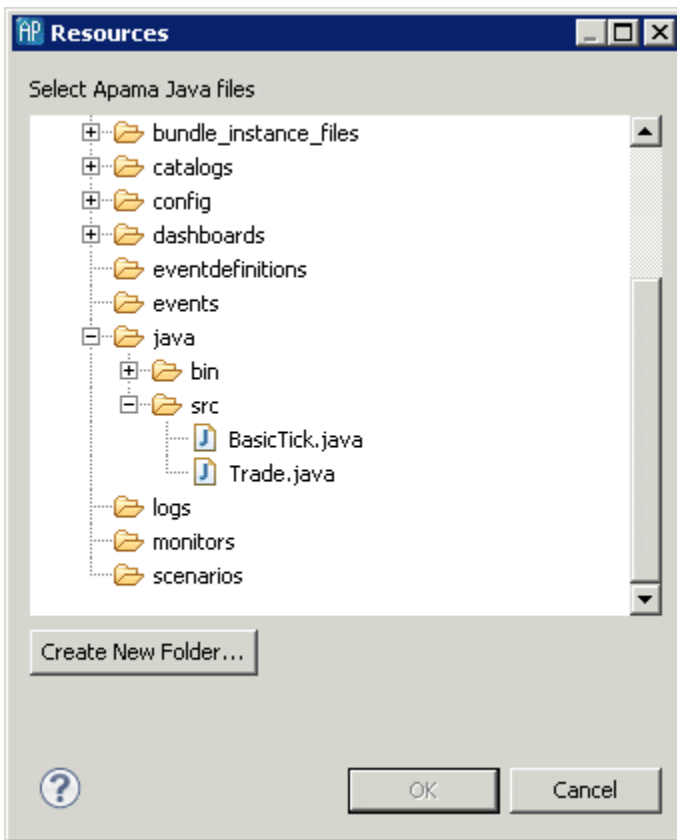 AP Resources
Select Apama Java files
bundle_instance_files
catalogs
config
dashboards
eventdefinitions
events
java
bin
src
J BasicTick.java
J Trade.java
logs
monitors
scenarios
Create New Folder...
? OK Cancel